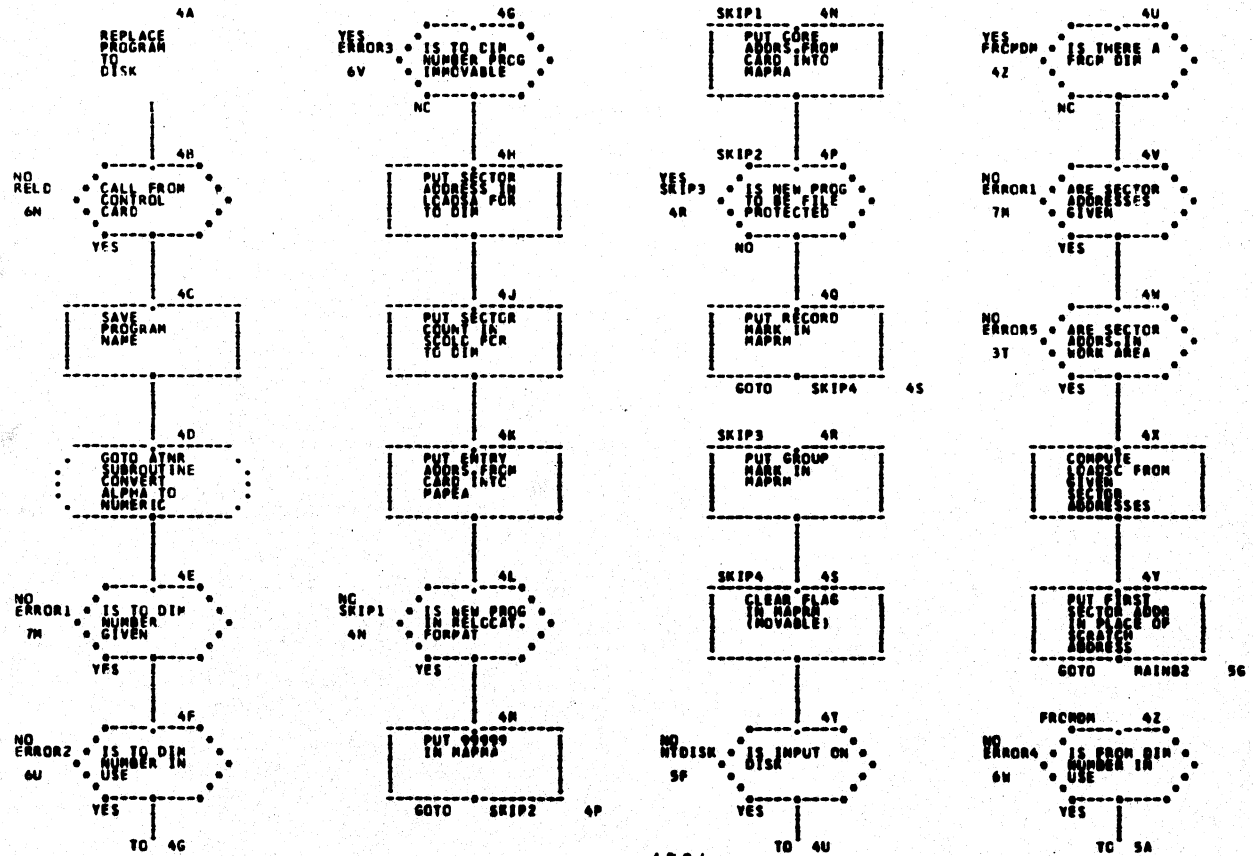 4A
REPLACE
PROGRAM
TO
DISK
4B
NO
RELD
6N
CALL FROM
CONTROL
CARD
YES
4C
SAVE
PROGRAM
NAME
4D
GOTO ATNR
SUBROUTINE
CONVERT
ALPHA TO
NUMERIC
4E
NO
ERROR1
7M
IS TO DIM
NUMBER
GIVEN
YES
4F
NO
ERROR2
6U
IS TO DIM
NUMBER IN
USE
YES
TO 4G
4G
YES
ERROR3
6V
IS TO DIM
NUMBER PROG
IMMOVABLE
NO
4H
PUT SECTOR
ADDRESS IN
LOADSA FOR
TO DIM
4J
PUT SECTOR
COUNT IN
SCOLD FOR
TO DIM
4K
PUT ENTRY
ADDRS.FROM
CARD INTO
MAPEA
4L
NO
SKIP1
4N
IS NEW PROG
IN RELOCAT.
FORMAT
YES
4M
PUT 99999
IN MAPMA
GOTO SKIP2 4P
SKIP1 4N
PUT CORE
ADDRS.FROM
CARD INTO
MAPMA
SKIP2 4P
YES
SKIP3
4R
IS NEW PROG
TO BE FILE
PROTECTED
NO
4Q
PUT RECORD
MARK IN
MAPRM
GOTO SKIP4 4S
SKIP3 4R
PUT GROUP
MARK IN
MAPRM
SKIP4 4S
CLEAR FLAG
IN MAPRM
(MOVABLE)
4T
NO
NTDISK
5F
IS INPUT ON
DISK
YES
TO 4U
4U
YES
FROMDM
4Z
IS THERE A
FROM DIM
NO
4V
NO
ERROR1
7M
ARE SECTOR
ADDRESSES
GIVEN
YES
4W
NO
ERROR5
3T
ARE SECTOR
ADDRS.IN
WORK AREA
YES
4X
COMPUTE
LOADSC FROM
GIVEN
SECTOR
ADDRESSES
4Y
PUT FIRST
SECTOR ADDR
IN PLACE OF
SCRATCH
ADDRESS
GOTO MAINB2 5G
FROMDM 4Z
NO
ERROR4
6W
IS FROM DIM
NUMBER IN
USE
YES
TO 5A